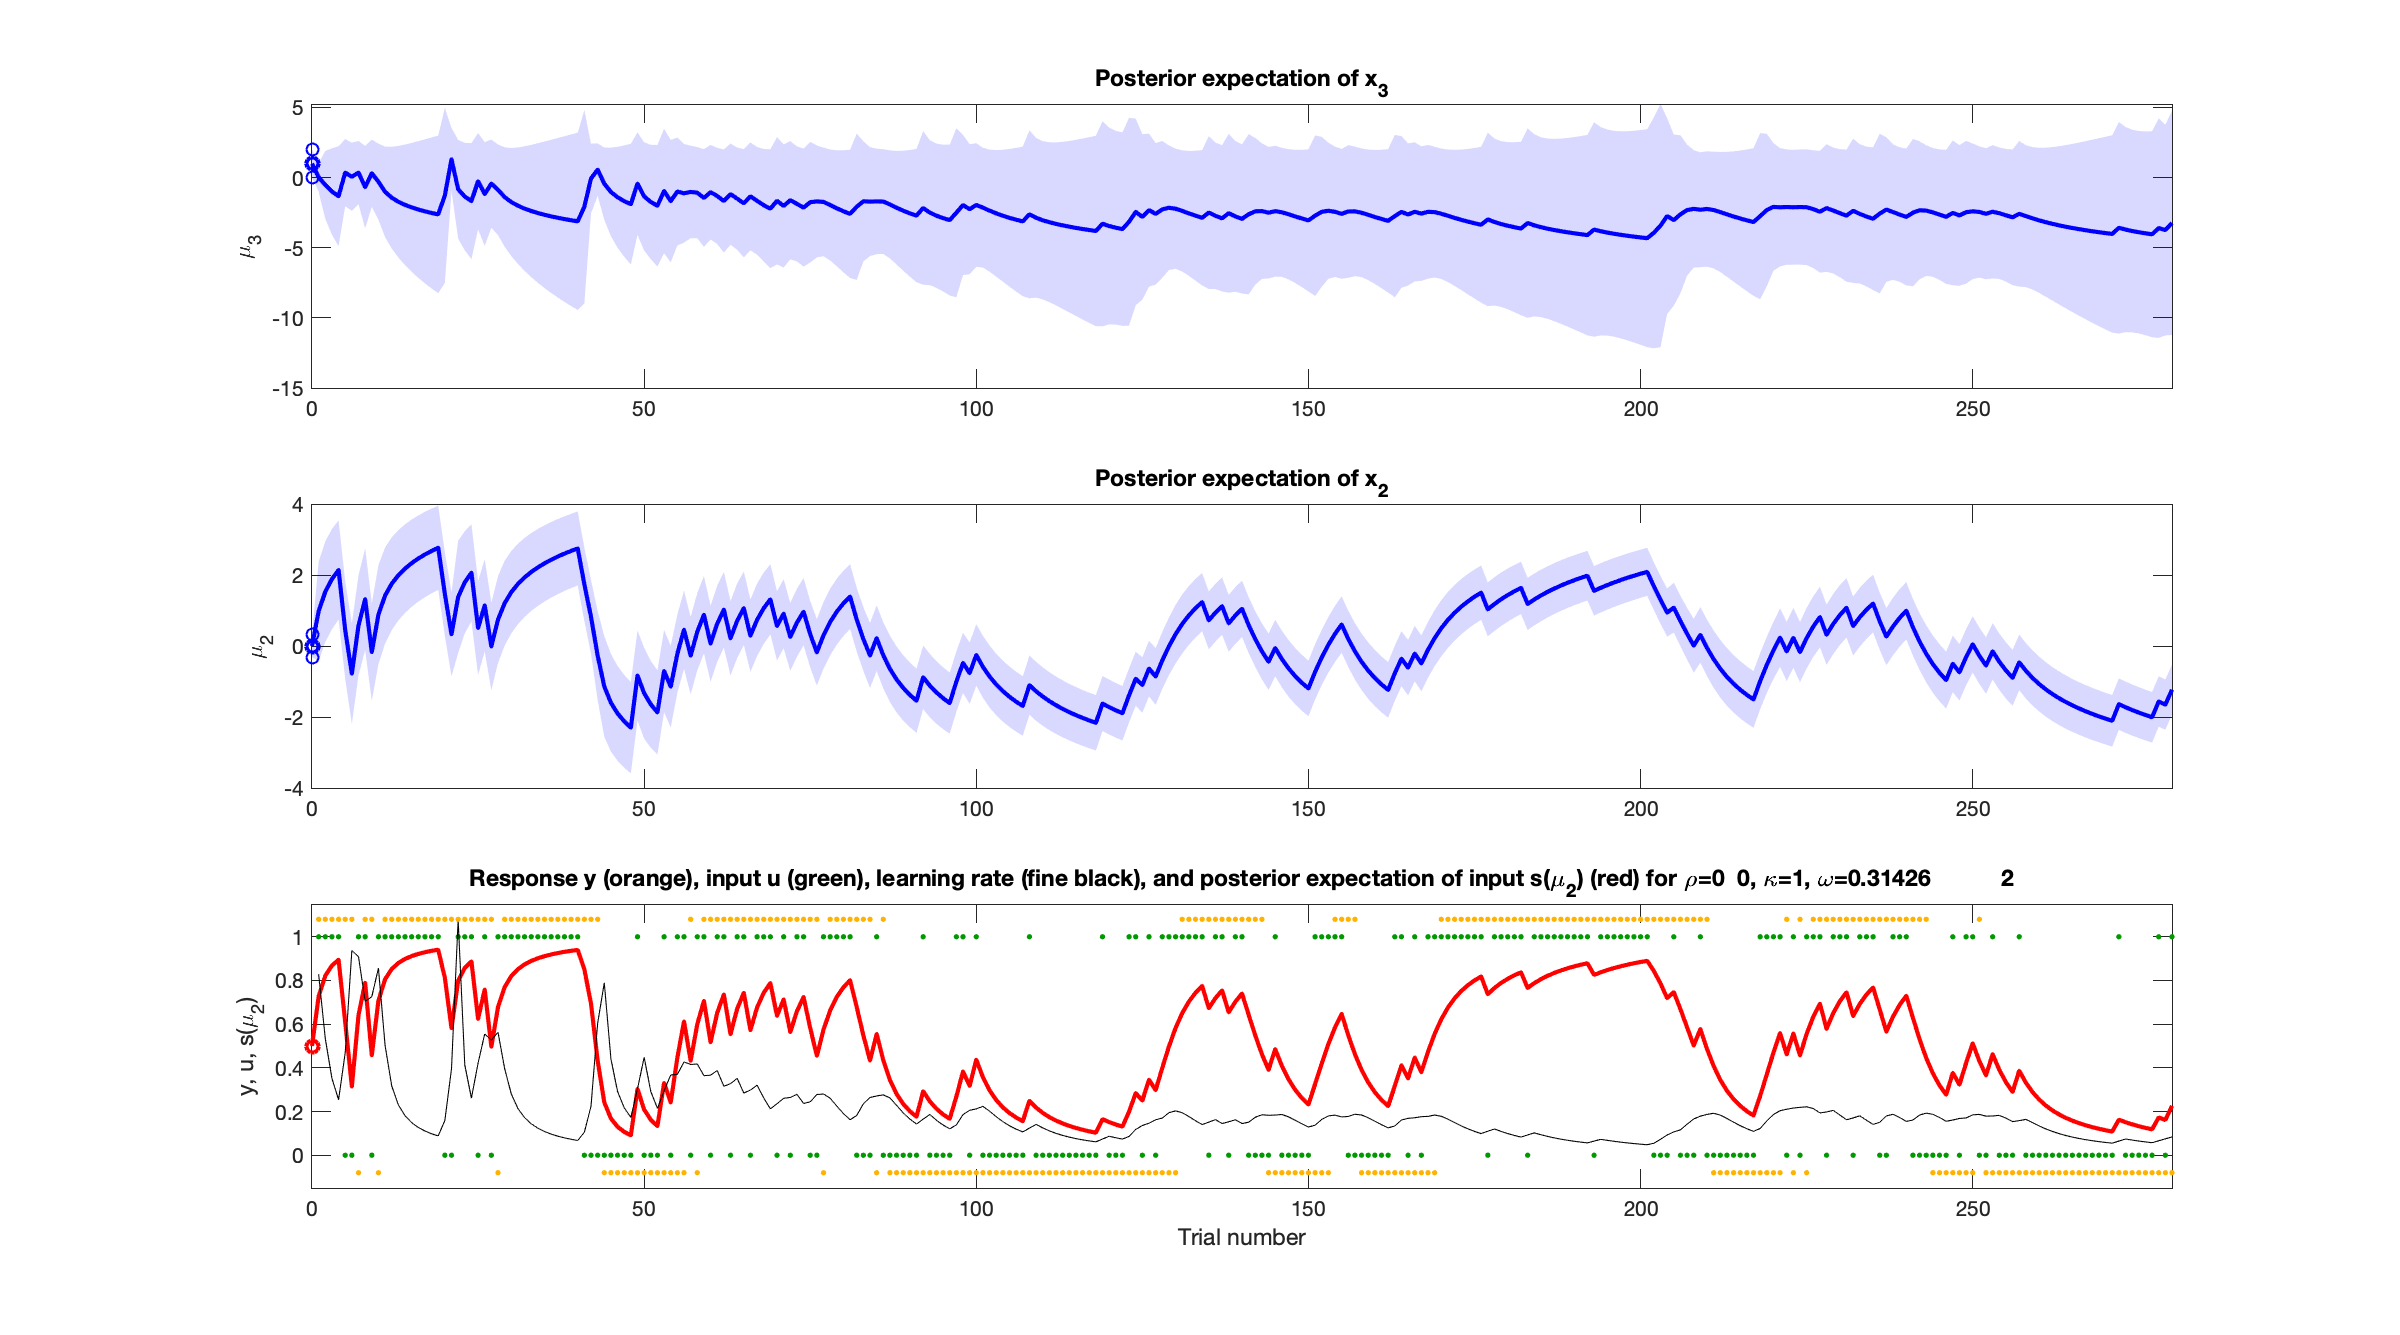 Posterior expectation of x3
5
0
-5
-10
-15
μ3
0 50 100 150 200 250
Posterior expectation of x2
4
2
0
-2
-4
μ2
0 50 100 150 200 250
Response y (orange), input u (green), learning rate (fine black), and posterior expectation of input s(μ2) (red) for ρ=0 0, κ=1, ω=0.31426 2
1
0.8
0.6
0.4
0.2
0
y, u, s(μ2)
0 50 100 150 200 250
Trial number